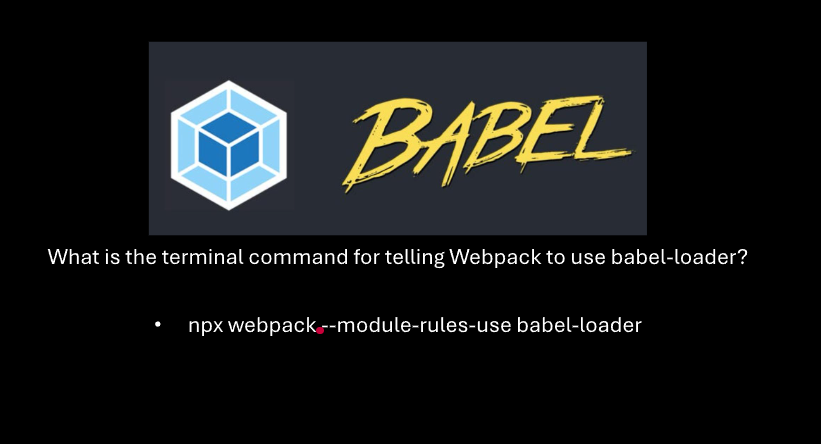 BABEL
What is the terminal command for telling Webpack to use babel-loader?
• npx webpack --module-rules-use babel-loader